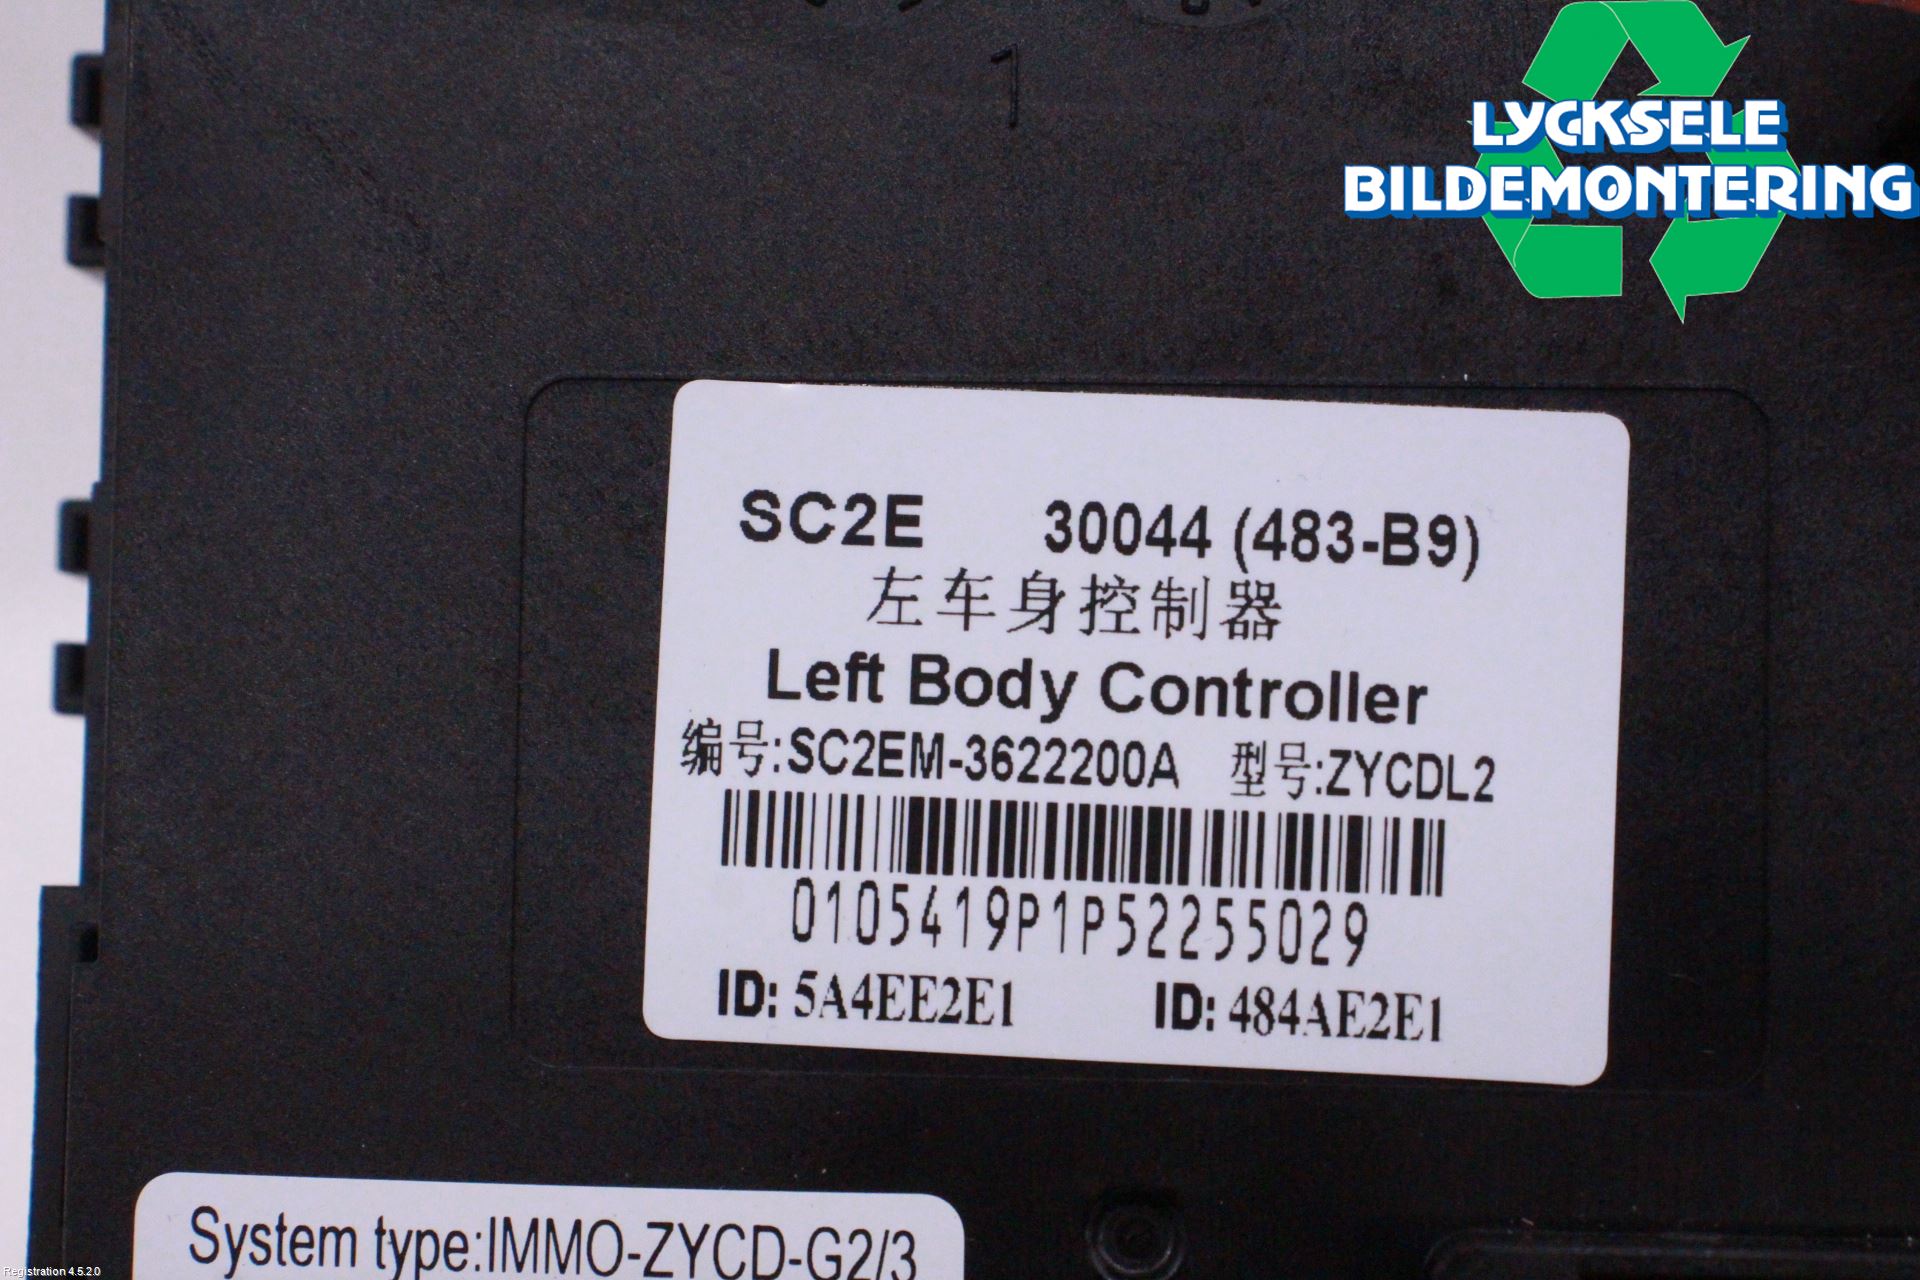 1
LYCKSELE
BILDEMONTERING
SC2E 30044 (483-B9)
左车身控制器
Left Body Controller
编号:SC2EM-3622200A 型号:ZYCDL2
0105419P1P52255029
ID: 5A4EE2E1 ID: 484AE2E1
System type:IMMO-ZYCD-G2/3
Registration 4.5.2.0